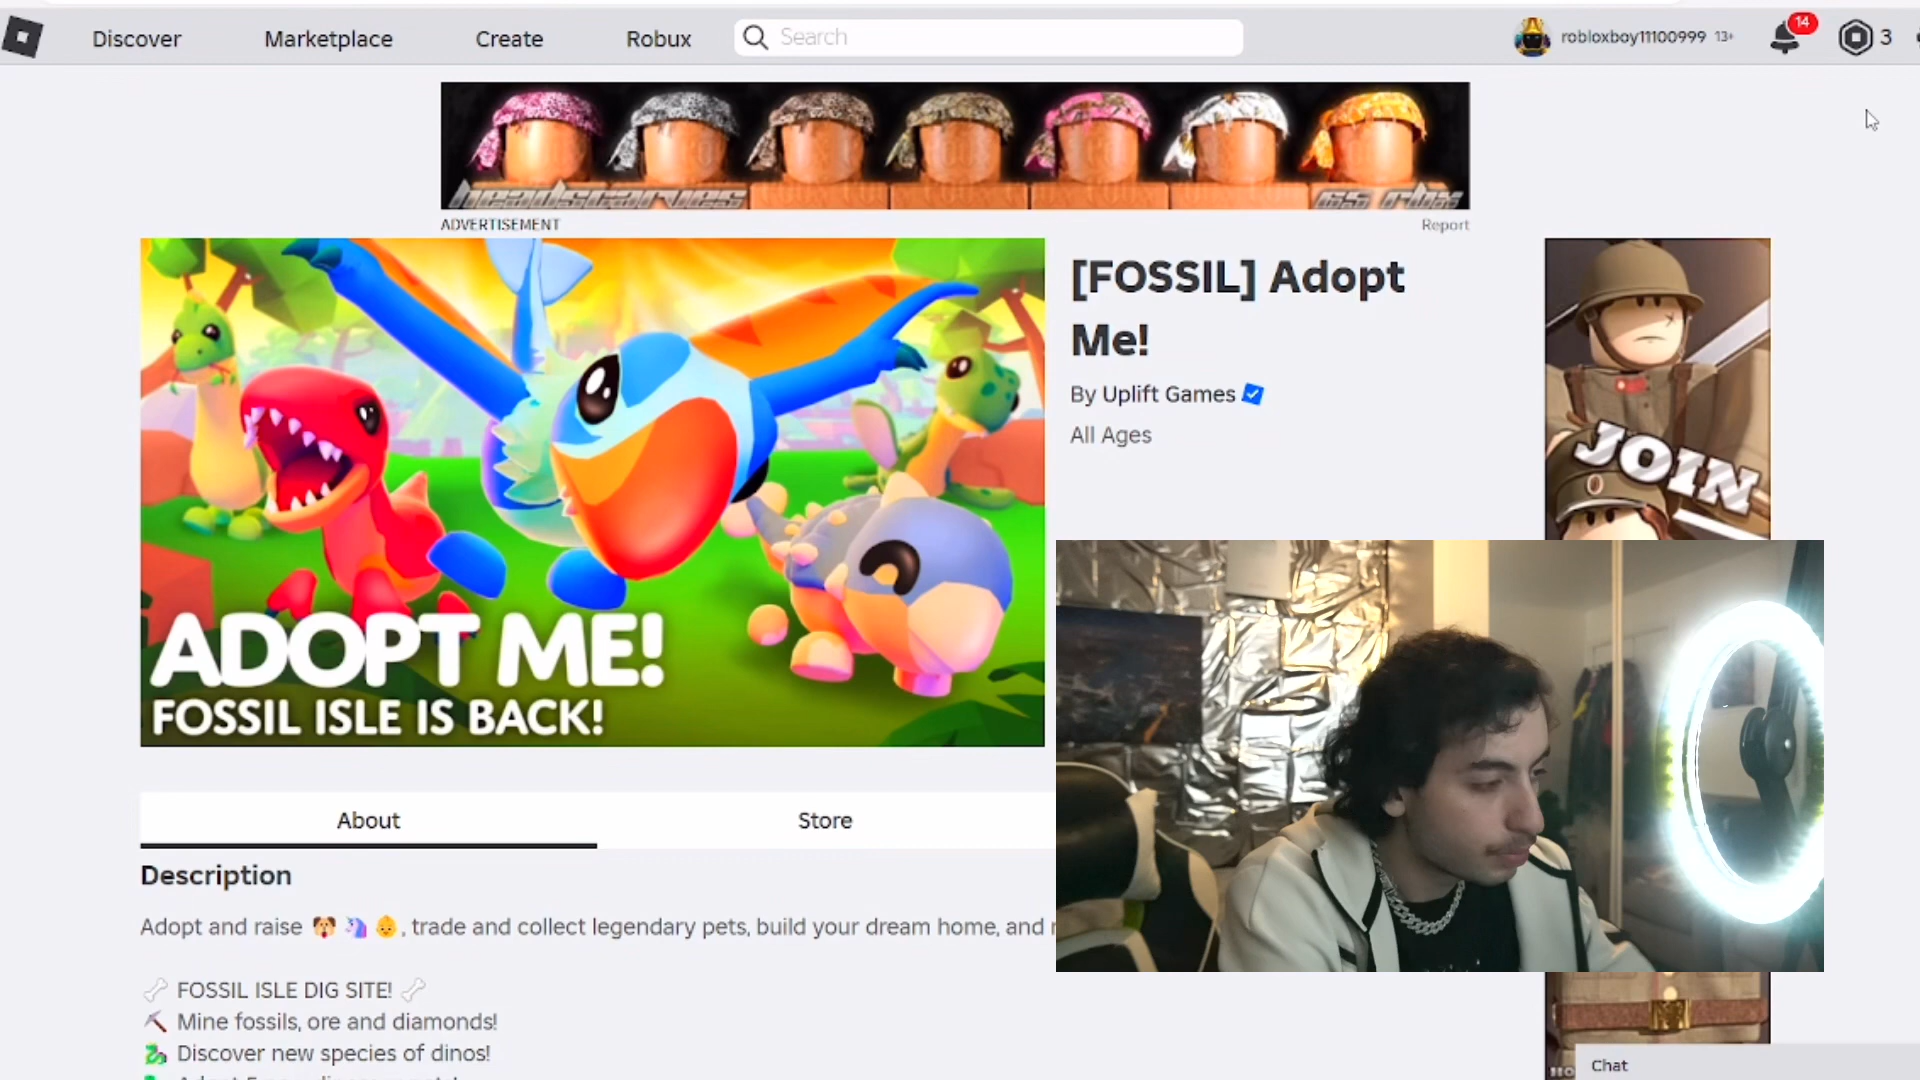 Discover Marketplace Create Robux Search robloxboy11100999 13+ 14 3
headscarves 65 rbx
ADVERTISEMENT Report
[FOSSIL] Adopt
Me!
By Uplift Games
All Ages
JOIN
ADOPT ME!
FOSSIL ISLE IS BACK!
About Store
Description
Adopt and raise 🐶 🦄 👶, trade and collect legendary pets, build your dream home, and
🦴 FOSSIL ISLE DIG SITE! 🦴
⛏️ Mine fossils, ore and diamonds!
🐉 Discover new species of dinos!
Chat